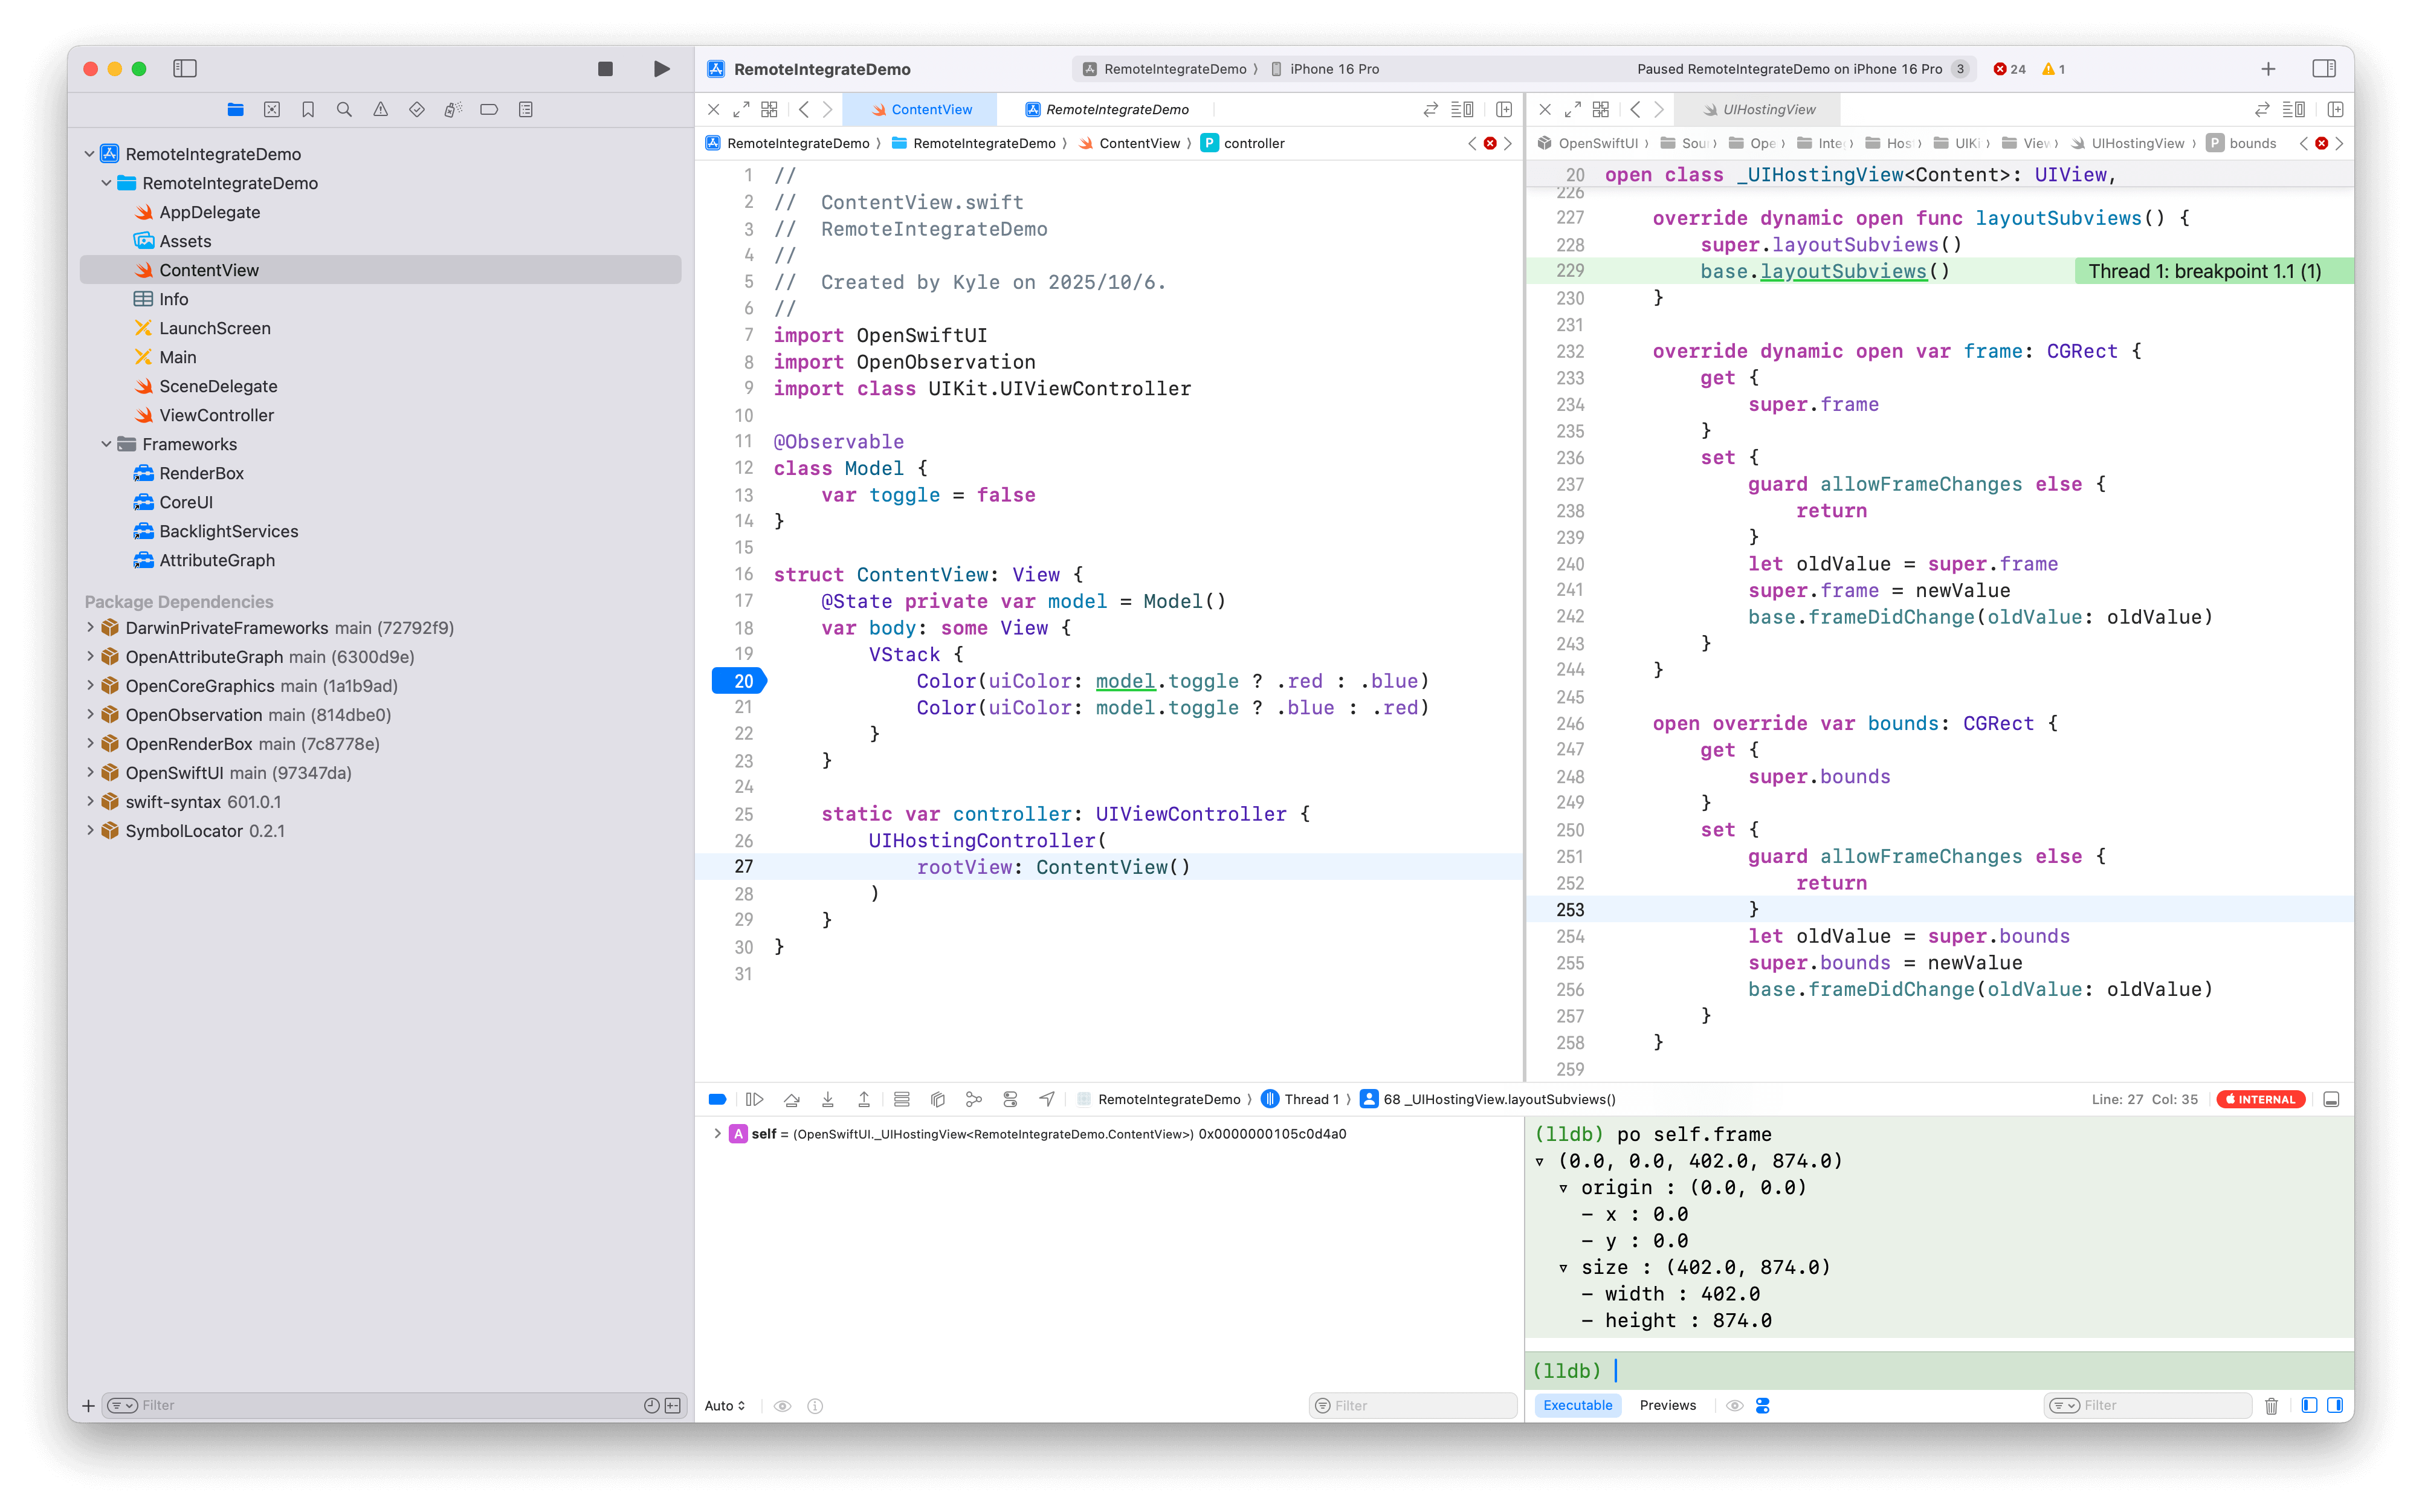 RemoteIntegrateDemo
RemoteIntegrateDemo 〉 iPhone 16 Pro
Paused RemoteIntegrateDemo on iPhone 16 Pro 3
24 1
RemoteIntegrateDemo
RemoteIntegrateDemo
AppDelegate
Assets
ContentView
Info
LaunchScreen
Main
SceneDelegate
ViewController
Frameworks
RenderBox
CoreUI
BacklightServices
AttributeGraph
Package Dependencies
DarwinPrivateFrameworks main (72792f9)
OpenAttributeGraph main (6300d9e)
OpenCoreGraphics main (1a1b9ad)
OpenObservation main (814dbe0)
OpenRenderBox main (7c8778e)
OpenSwiftUI main (97347da)
swift-syntax 601.0.1
SymbolLocator 0.2.1
Filter
ContentView RemoteIntegrateDemo
RemoteIntegrateDemo 〉 RemoteIntegrateDemo 〉 ContentView 〉 P controller
1 //
2 //  ContentView.swift
3 //  RemoteIntegrateDemo
4 //
5 //  Created by Kyle on 2025/10/6.
6 //
7 import OpenSwiftUI
8 import OpenObservation
9 import class UIKit.UIViewController
10
11 @Observable
12 class Model {
13     var toggle = false
14 }
15
16 struct ContentView: View {
17     @State private var model = Model()
18     var body: some View {
19         VStack {
20             Color(uiColor: model.toggle ? .red : .blue)
21             Color(uiColor: model.toggle ? .blue : .red)
22         }
23     }
24
25     static var controller: UIViewController {
26         UIHostingController(
27             rootView: ContentView()
28         )
29     }
30 }
31
UIHostingView
OpenSwiftUI 〉 Sou 〉 Ope 〉 Inte 〉 Hos 〉 UIKi 〉 View 〉 UIHostingView 〉 P bounds
20 open class _UIHostingView<Content>: UIView,
226
227     override dynamic open func layoutSubviews() {
228         super.layoutSubviews()
229         base.layoutSubviews() Thread 1: breakpoint 1.1 (1)
230     }
231
232     override dynamic open var frame: CGRect {
233         get {
234             super.frame
235         }
236         set {
237             guard allowFrameChanges else {
238                 return
239             }
240             let oldValue = super.frame
241             super.frame = newValue
242             base.frameDidChange(oldValue: oldValue)
243         }
244     }
245
246     open override var bounds: CGRect {
247         get {
248             super.bounds
249         }
250         set {
251             guard allowFrameChanges else {
252                 return
253             }
254             let oldValue = super.bounds
255             super.bounds = newValue
256             base.frameDidChange(oldValue: oldValue)
257         }
258     }
259
RemoteIntegrateDemo 〉 Thread 1 〉 68 _UIHostingView.layoutSubviews()
Line: 27 Col: 35 INTERNAL
A self = (OpenSwiftUI._UIHostingView<RemoteIntegrateDemo.ContentView>) 0x0000000105c0d4a0
Auto
Filter
(lldb) po self.frame
▿ (0.0, 0.0, 402.0, 874.0)
  ▿ origin : (0.0, 0.0)
    - x : 0.0
    - y : 0.0
  ▿ size : (402.0, 874.0)
    - width : 402.0
    - height : 874.0
(lldb)
Executable Previews
Filter